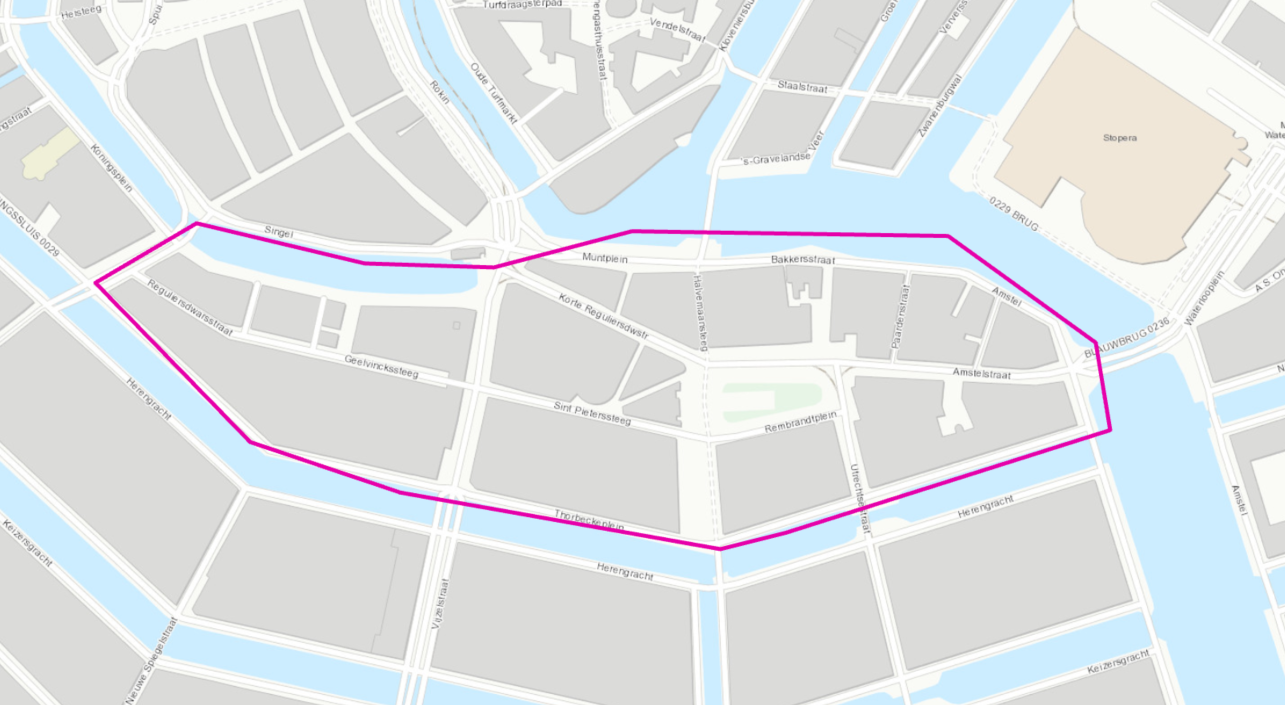 Heisteeg
Spui
Turfdraagsterpad
Vendelstraat
Rokin
Oude Turfmarkt
Staalstraat
Zwanenburgwal
Stopera
Koningsplein
's-Gravelandse Veer
0229 BRUG
Singel
Muntplein
Bakkersstraat
Waterlooplein
Reguliersdwarsstraat
Korte Reguliersdwstr.
Halvemaansteeg
Paardenstraat
Amstel
BLAUWBRUG 0236
Geelvinckssteeg
Amstelstraat
Herengracht
Sint Pieterssteeg
Rembrandtplein
Utrechtsestraat
Thorbeckeplein
Herengracht
Amstel
Keizersgracht
Herengracht
Vijzelstraat
Nieuwe Spiegelstraat
Keizersgracht